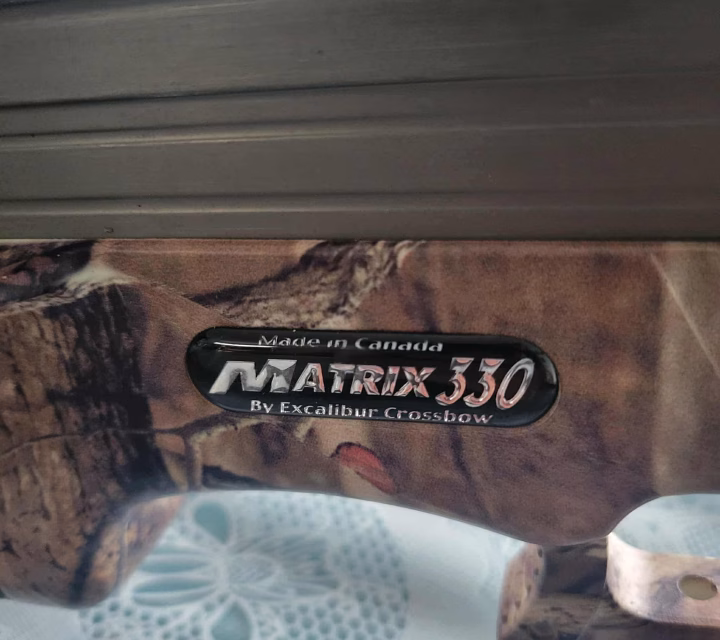 Made in Canada
MATRIX 330
By Excalibur Crossbow